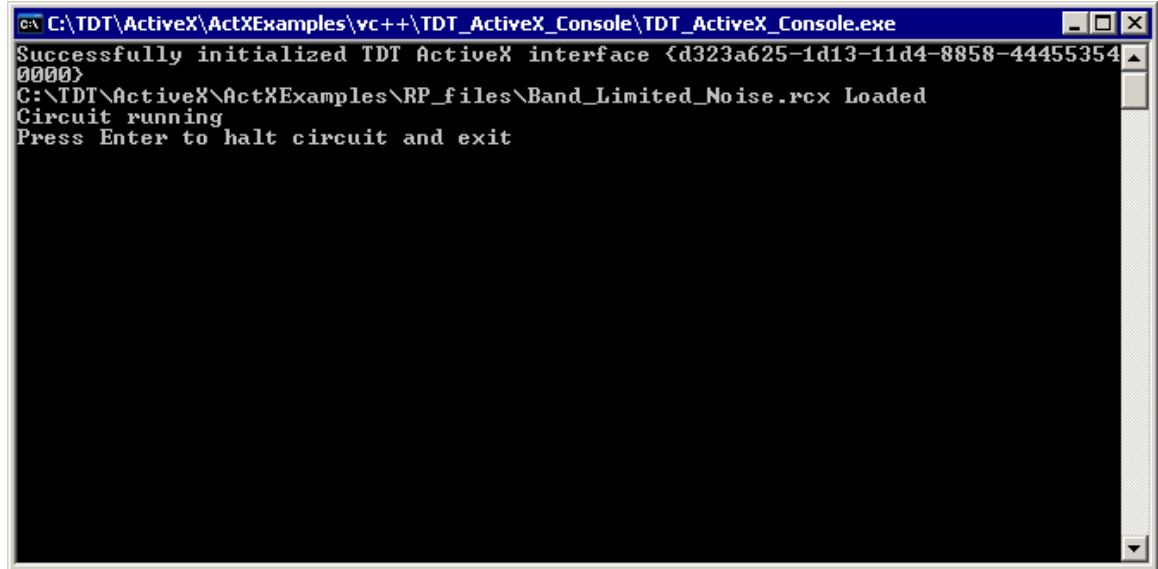 C:\TDT\ActiveX\ActXExamples\vc++\TDT_ActiveX_Console\TDT_ActiveX_Console.exe
Successfully initialized TDT ActiveX interface {d323a625-1d13-11d4-8858-44455354
0000}
C:\TDT\ActiveX\ActXExamples\RP_files\Band_Limited_Noise.rcx Loaded
Circuit running
Press Enter to halt circuit and exit